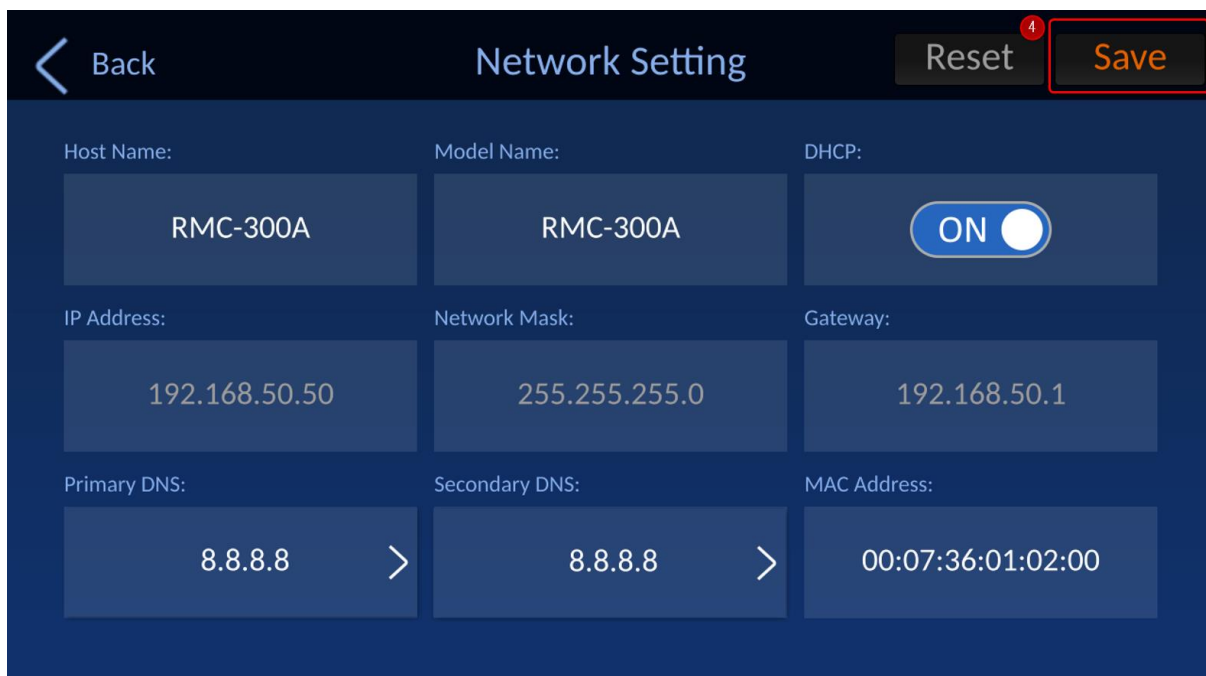 Back
Network Setting
Reset
4
Save
Host Name:
Model Name:
DHCP:
RMC-300A
RMC-300A
ON
IP Address:
Network Mask:
Gateway:
192.168.50.50
255.255.255.0
192.168.50.1
Primary DNS:
Secondary DNS:
MAC Address:
8.8.8.8
8.8.8.8
00:07:36:01:02:00